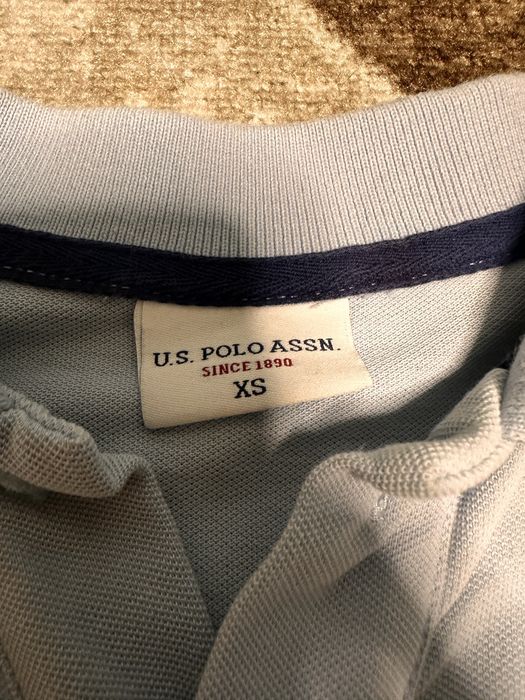 U.S. POLO ASSN.
SINCE 1890
XS